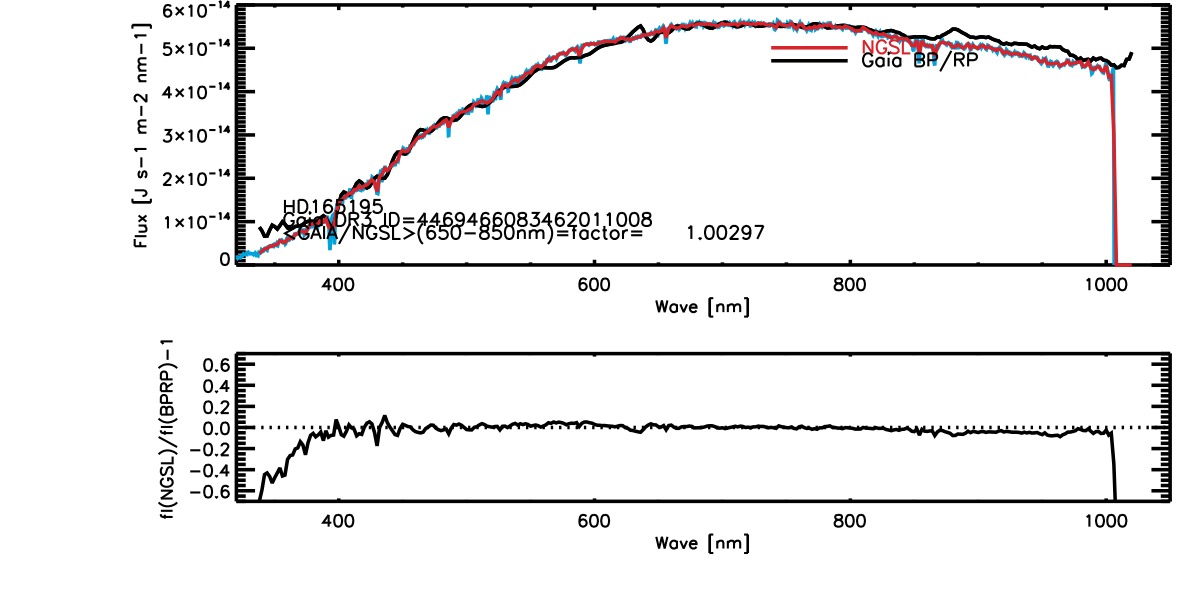 6×10−14
5×10−14
4×10−14
3×10−14
2×10−14
1×10−14
0
Flux [J s−1 m−2 nm−1]
NGSL
Gaia BP/RP
HD165195
Gaia DR3 ID=4469466083462011008
<GAIA/NGSL>(650−850nm)=factor= 1.00297
400 600 800 1000
Wave [nm]
fl(NGSL)/fl(BPRP)−1
0.6
0.4
0.2
0.0
−0.2
−0.4
−0.6
400 600 800 1000
Wave [nm]